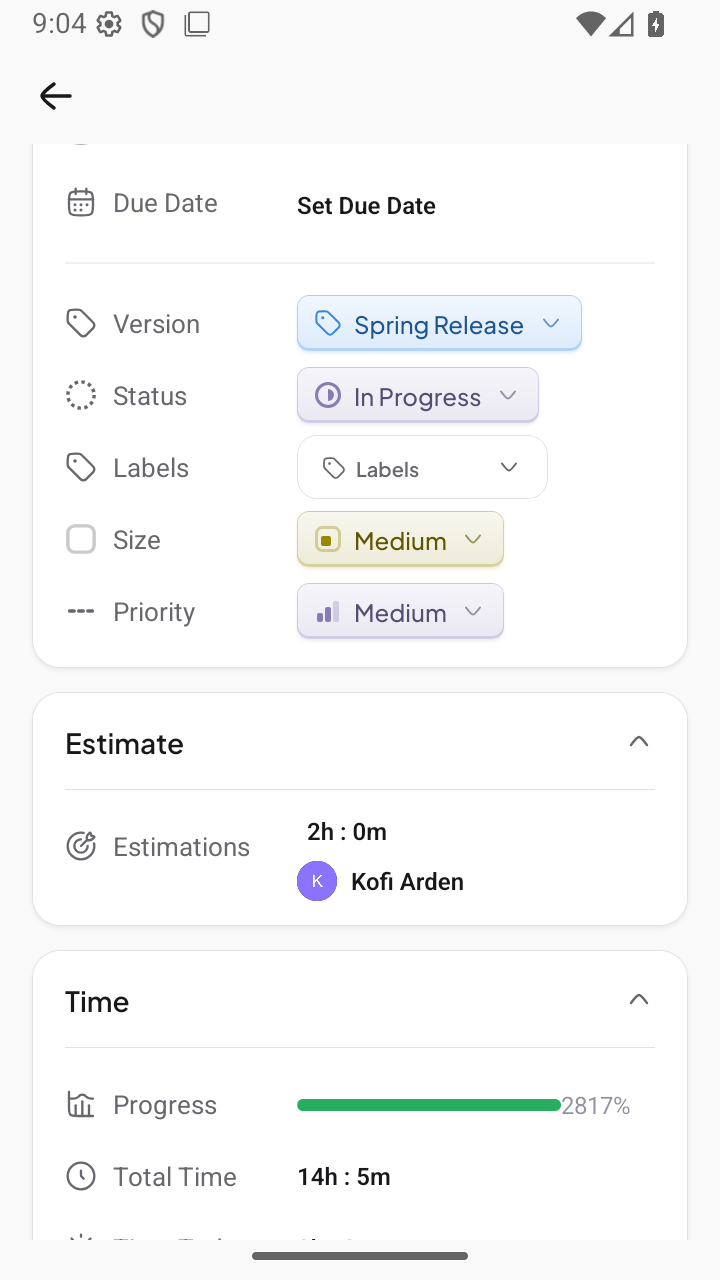 9:04
Due Date Set Due Date
Version Spring Release
Status In Progress
Labels Labels
Size Medium
Priority Medium
Estimate
Estimations 2h : 0m
K Kofi Arden
Time
Progress 2817%
Total Time 14h : 5m